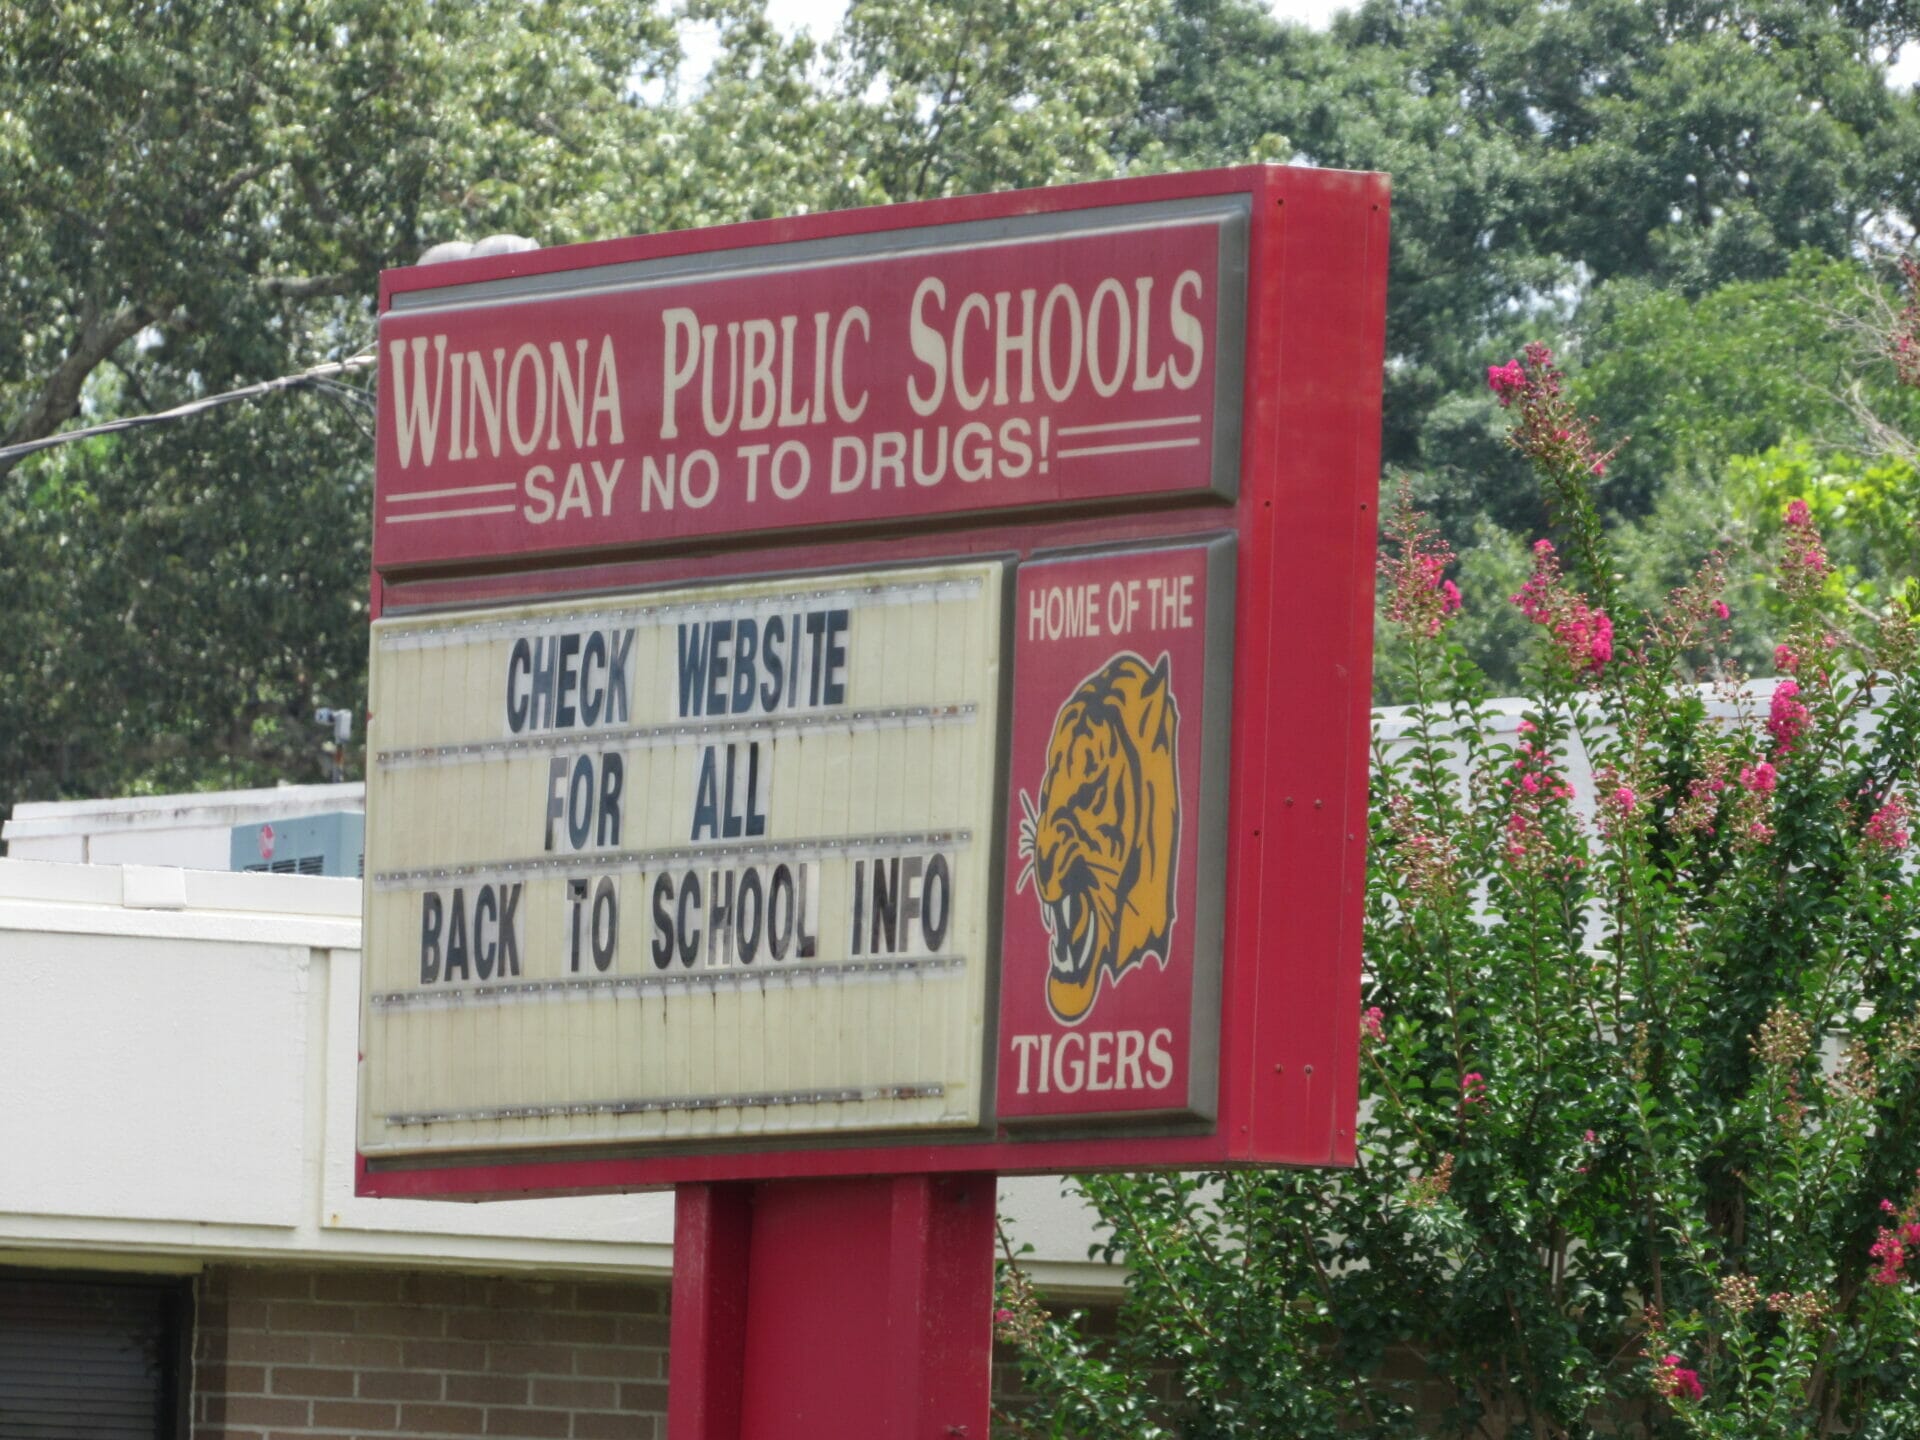 WINONA PUBLIC SCHOOLS
SAY NO TO DRUGS!
CHECK WEBSITE
FOR ALL
BACK TO SCHOOL INFO
HOME OF THE
TIGERS